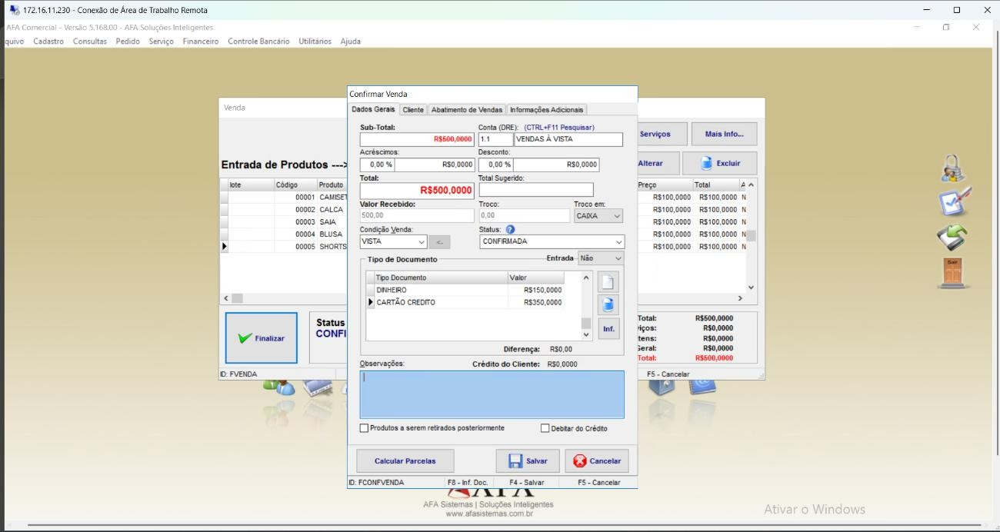 172.16.11.230 - Conexão de Área de Trabalho Remota
AFA Comercial - Versão 5.168.00 - AFA Soluções Inteligentes
quivo Cadastro Consultas Pedido Serviço Financeiro Controle Bancário Utilitários Ajuda
Venda
Entrada de Produtos --->
lote Código Produto
00001 CAMISET
00002 CALCA
00003 SAIA
00004 BLUSA
00005 SHORTS
Finalizar
Status
CONFI
ID: FVENDA
Confirmar Venda
Dados Gerais Cliente Abatimento de Vendas Informações Adicionais
Sub-Total: Conta (DRE): (CTRL+F11 Pesquisar)
R$500,0000 1.1 VENDAS À VISTA
Acréscimos: Desconto:
0,00 % R$0,0000 0,00 % R$0,0000
Total: Total Sugerido:
R$500,0000
Valor Recebido: Troco: Troco em:
500,00 0,00 CAIXA
Condição Venda: Status: ?
VISTA <- CONFIRMADA
Tipo de Documento Entrada Não
Tipo Documento Valor
DINHEIRO R$150,0000
CARTÃO CREDITO R$350,0000
Inf.
Diferença: R$0,00
Observações: Crédito do Cliente: R$0,0000
Produtos a serem retirados posteriormente Debitar do Crédito
Calcular Parcelas Salvar Cancelar
ID: FCONFVENDA F8 - Inf. Doc. F4 - Salvar F5 - Cancelar
Serviços Mais Info...
Alterar Excluir
Preço Total A
R$100,0000 R$100,0000 N
R$100,0000 R$100,0000 N
R$100,0000 R$100,0000 N
R$100,0000 R$100,0000 N
R$100,0000 R$100,0000 N
Total: R$500,0000
iços: R$0,0000
tens: R$0,0000
Geral: R$0,0000
Total: R$500,0000
F5 - Cancelar
Sair
AFA
AFA Sistemas | Soluções Inteligentes
www.afasistemas.com.br
Ativar o Windows